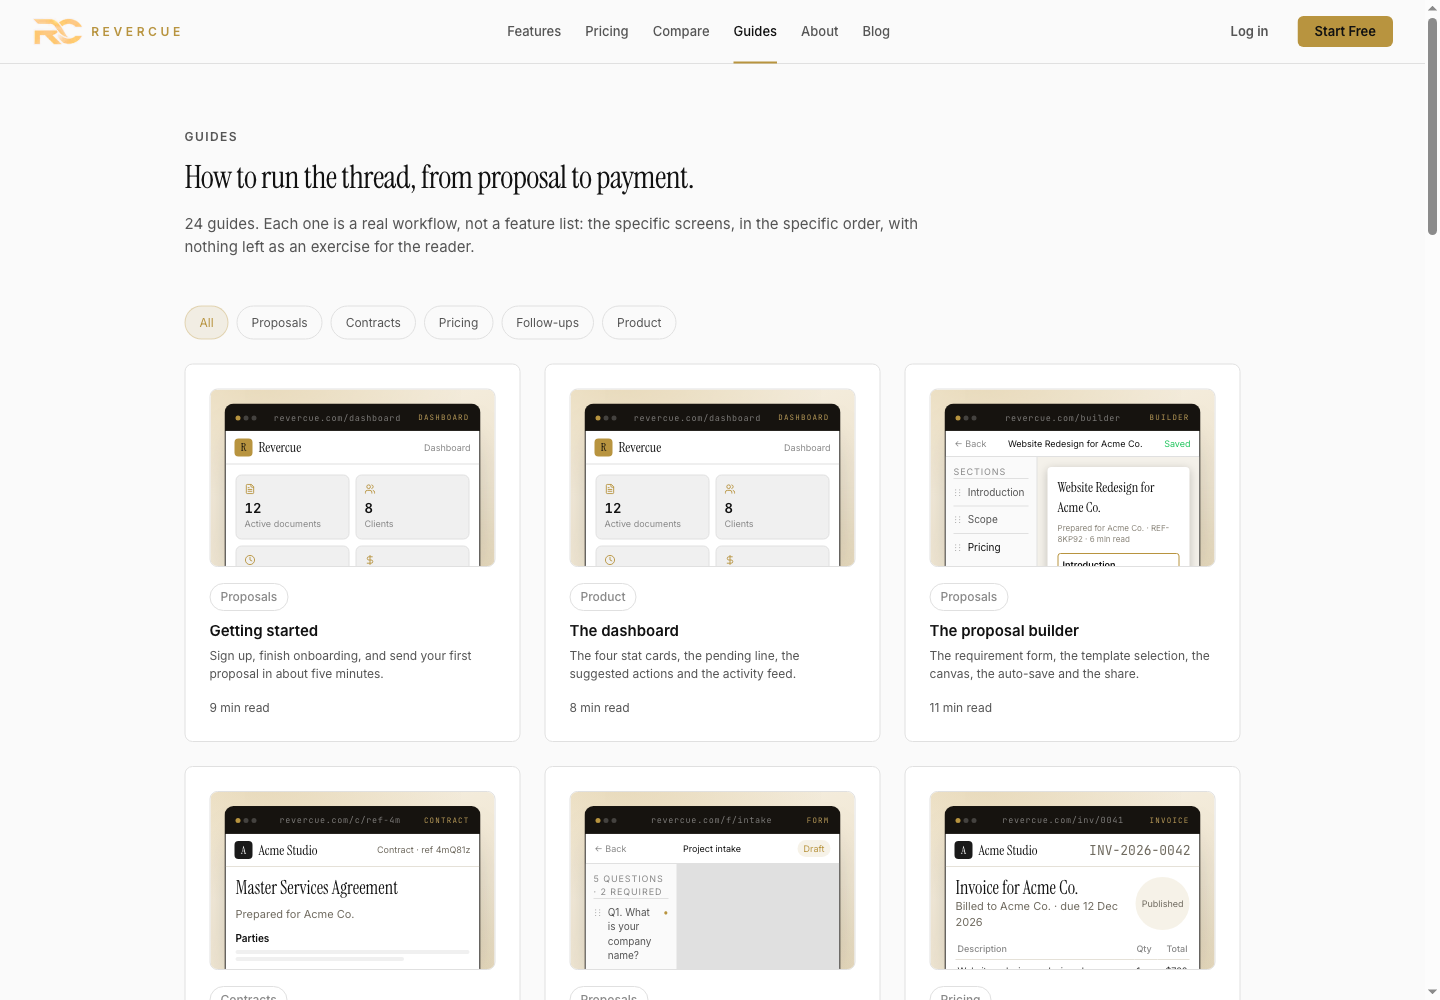 REVERCUE
Features
Pricing
Compare
Guides
About
Blog
Log in
Start Free
GUIDES
How to run the thread, from proposal to payment.
24 guides. Each one is a real workflow, not a feature list: the specific screens, in the specific order, with
nothing left as an exercise for the reader.
All
Proposals
Contracts
Pricing
Follow-ups
Product
revercue.com/dashboard
DASHBOARD
R
Revercue
Dashboard
12
Active documents
8
Clients
Proposals
Getting started
Sign up, finish onboarding, and send your first
proposal in about five minutes.
9 min read
revercue.com/dashboard
DASHBOARD
R
Revercue
Dashboard
12
Active documents
8
Clients
Product
The dashboard
The four stat cards, the pending line, the
suggested actions and the activity feed.
8 min read
revercue.com/builder
BUILDER
← Back
Website Redesign for Acme Co.
Saved
SECTIONS
Introduction
Scope
Pricing
Website Redesign for
Acme Co.
Prepared for Acme Co. · REF-
8KP92 · 6 min read
Introduction
Proposals
The proposal builder
The requirement form, the template selection, the
canvas, the auto-save and the share.
11 min read
revercue.com/c/ref-4m
CONTRACT
A
Acme Studio
Contract · ref 4mQ81z
Master Services Agreement
Prepared for Acme Co.
Parties
Contracts
revercue.com/f/intake
FORM
← Back
Project intake
Draft
5 QUESTIONS
· 2 REQUIRED
Q1. What
is your
company
name?
Proposals
revercue.com/inv/0041
INVOICE
A
Acme Studio
INV-2026-0042
Invoice for Acme Co.
Billed to Acme Co. · due 12 Dec
2026
Published
Description
Qty
Total
Pricing